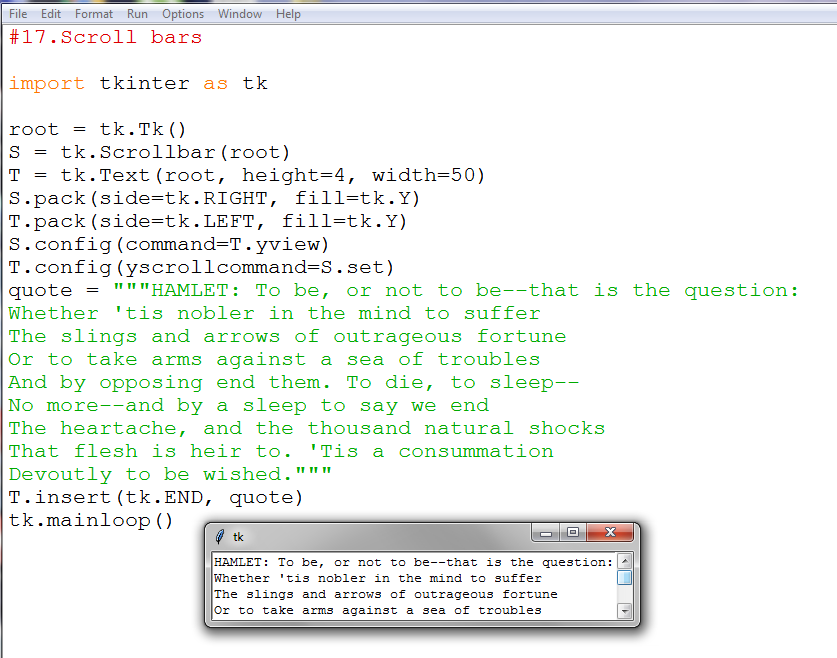 File Edit Format Run Options Window Help
#17.Scroll bars
import tkinter as tk
root = tk.Tk()
S = tk.Scrollbar(root)
T = tk.Text(root, height=4, width=50)
S.pack(side=tk.RIGHT, fill=tk.Y)
T.pack(side=tk.LEFT, fill=tk.Y)
S.config(command=T.yview)
T.config(yscrollcommand=S.set)
quote = """HAMLET: To be, or not to be--that is the question:
Whether 'tis nobler in the mind to suffer
The slings and arrows of outrageous fortune
Or to take arms against a sea of troubles
And by opposing end them. To die, to sleep--
No more--and by a sleep to say we end
The heartache, and the thousand natural shocks
That flesh is heir to. 'Tis a consummation
Devoutly to be wished."""
T.insert(tk.END, quote)
tk.mainloop()
tk
HAMLET: To be, or not to be--that is the question:
Whether 'tis nobler in the mind to suffer
The slings and arrows of outrageous fortune
Or to take arms against a sea of troubles